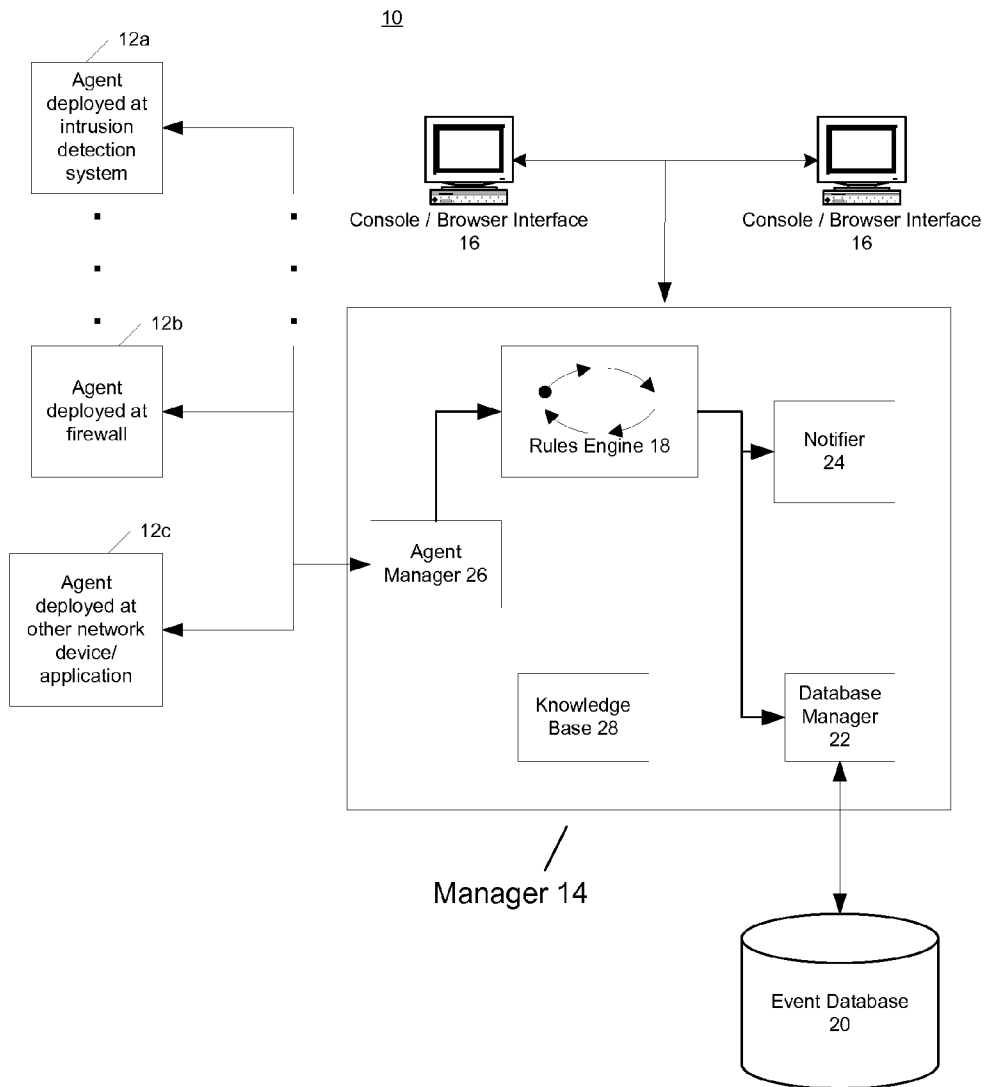 10
12a
Agent
deployed at
intrusion
detection
system
Console / Browser Interface
16
Console / Browser Interface
16
12b
Agent
deployed at
firewall
Rules Engine 18
Notifier
24
12c
Agent
deployed at
other network
device/
application
Agent
Manager 26
Knowledge
Base 28
Database
Manager
22
Manager 14
Event Database
20